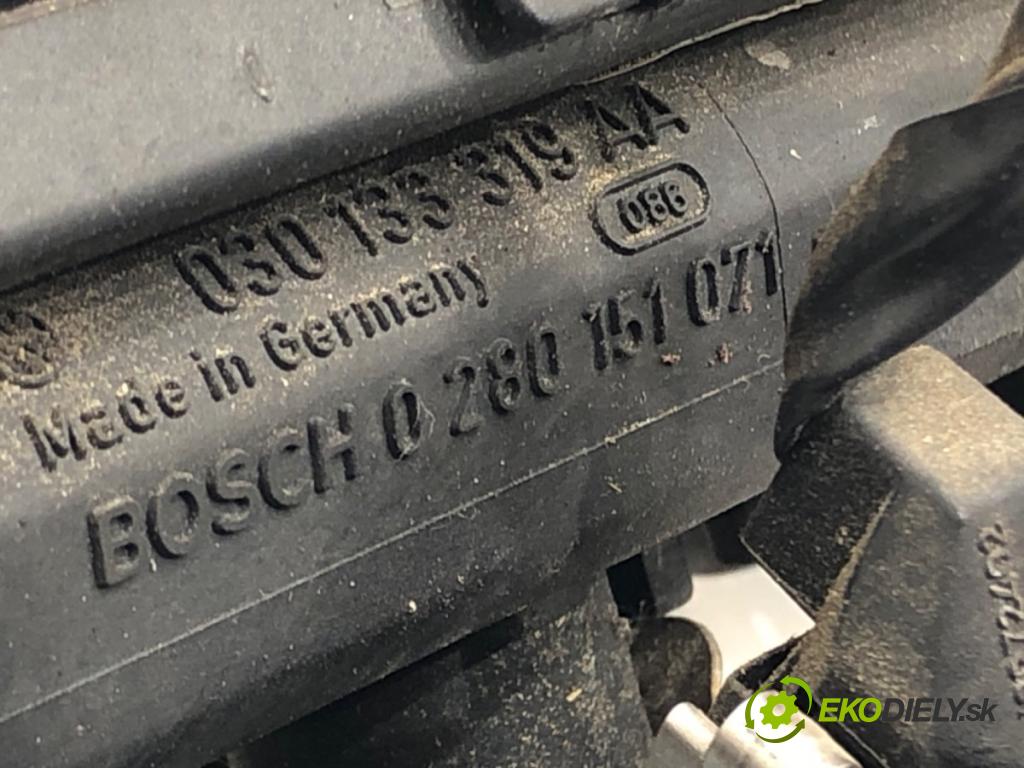 030 133 319 AA
086
Made in Germany
BOSCH 0 280 151 071
EKODIELY.sk